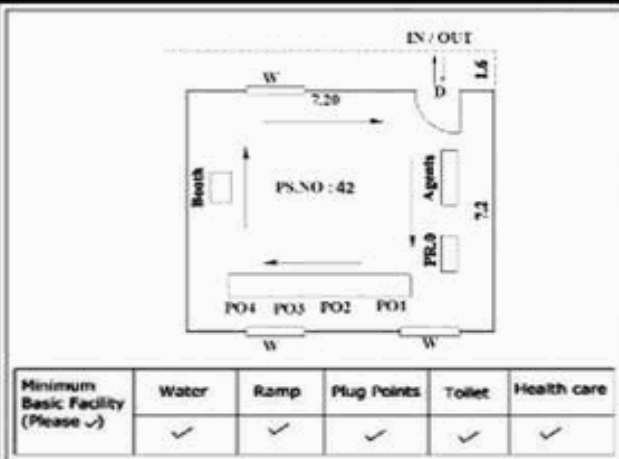 IN / OUT
1.6
W
D
7.20
Booth
PS.NO : 42
Agents
7.2
PR.0
PO4 PO3 PO2 PO1
W W
Minimum Basic Facility (Please ✓) Water Ramp Plug Points Toilet Health care
✓ ✓ ✓ ✓ ✓